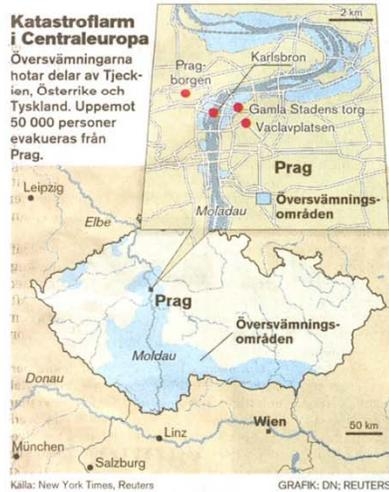 Katastroflarm
i Centraleuropa
Översvämningarna
hotar delar av Tjeck-
ien, Österrike och
Tyskland. Uppemot
50 000 personer
evakueras från
Prag.
2 km
Karlsbron
Prag-
borgen
Gamla Stadens torg
Vaclavplatsen
Prag
Översvämnings-
områden
Moladau
Leipzig
Elbe
Prag
Översvämnings-
områden
Moldau
Donau
Wien
50 km
Linz
München
Salzburg
Källa: New York Times, Reuters
GRAFIK: DN; REUTERS